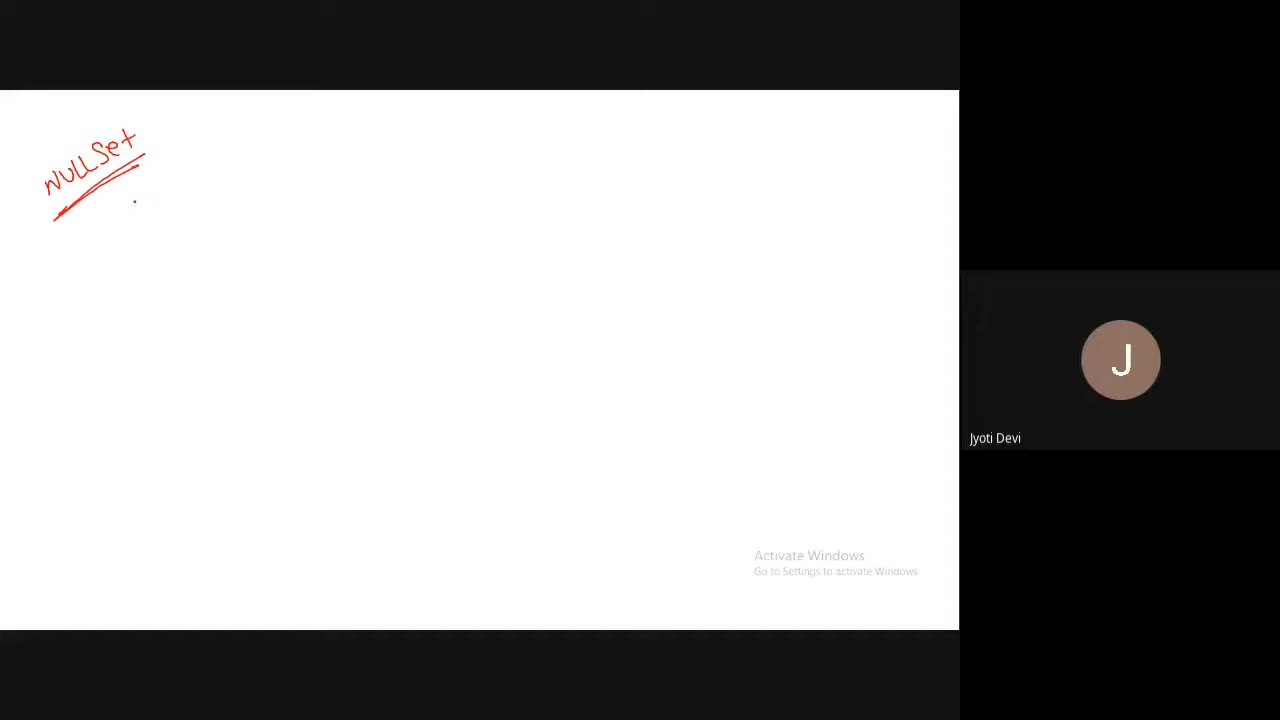 NULL Set
J
Jyoti Devi
Activate Windows
Go to Settings to activate Windows.